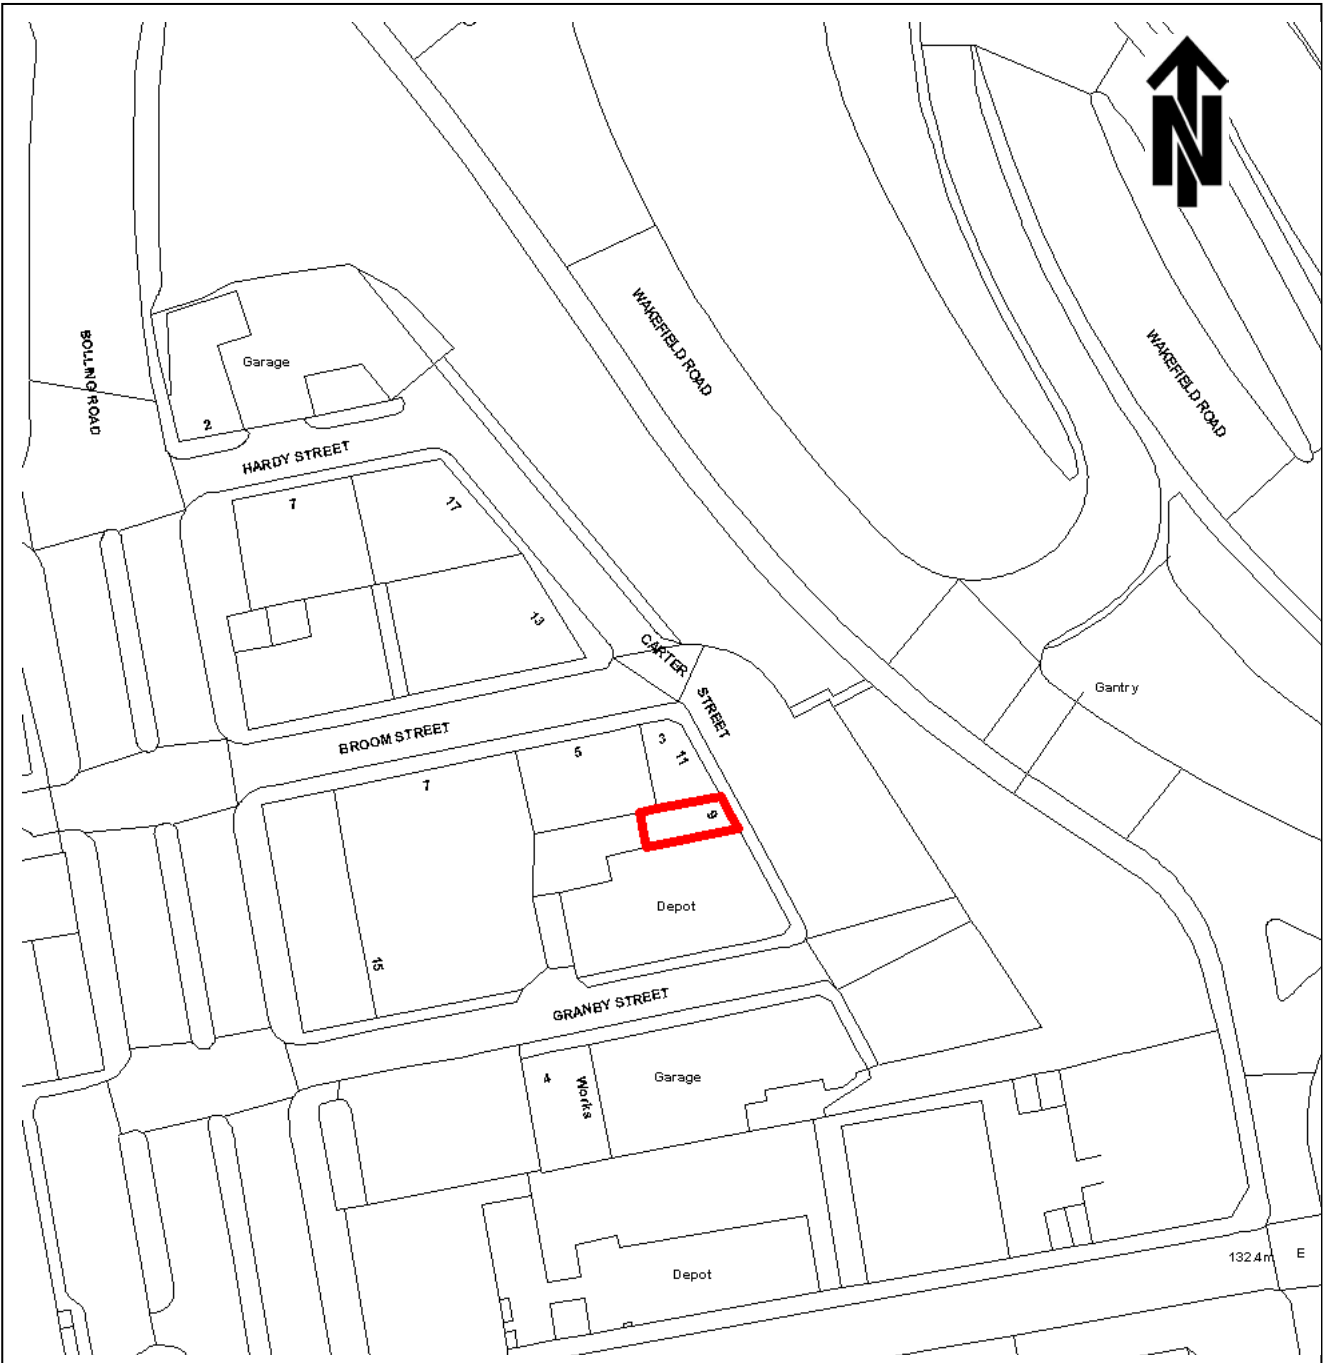 N
WAKEFIELD ROAD
WAKEFIELD ROAD
BOLLING ROAD
Garage
2
HARDY STREET
7
17
13
CARTER STREET
Gantry
BROOM STREET
3
11
5
7
9
Depot
15
GRANBY STREET
4
Works
Garage
132.4m
E
Depot